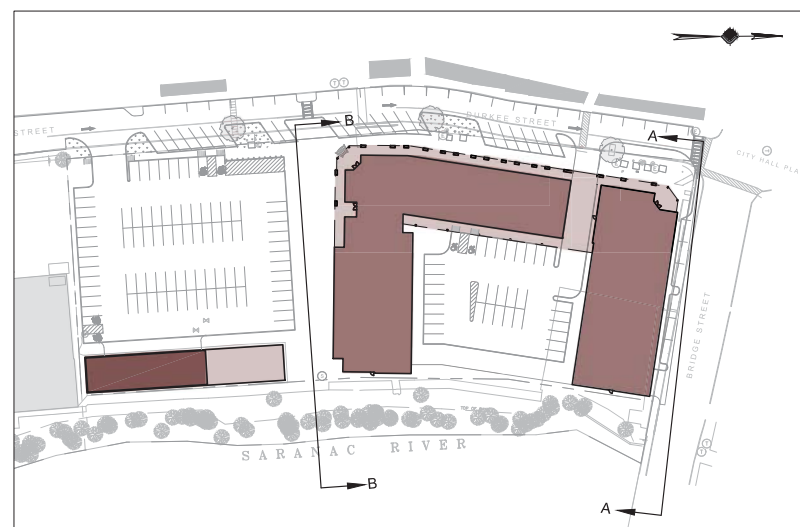 B
DURKEE STREET
STREET
A
CITY HALL PLA
BRIDGE STREET
SARANAC RIVER
B
A